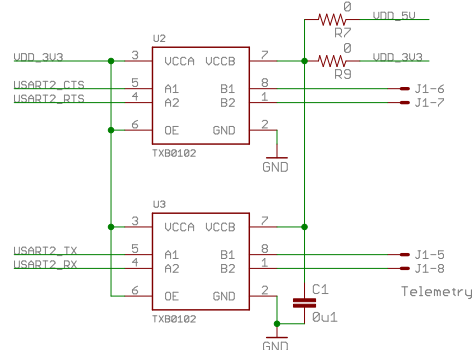 0
VDD_5V
R7
U2
0
VDD_3V3
3
VCCA VCCB
7
VDD_3V3
R9
USART2_CTS
5
A1
B1
8
J1-6
USART2_RTS
4
A2
B2
1
J1-7
6
OE
GND
2
TXB0102
GND
U3
3
VCCA VCCB
7
USART2_TX
5
A1
B1
8
J1-5
USART2_RX
4
A2
B2
1
J1-8
6
OE
GND
2
C1
Telemetry
TXB0102
0u1
GND